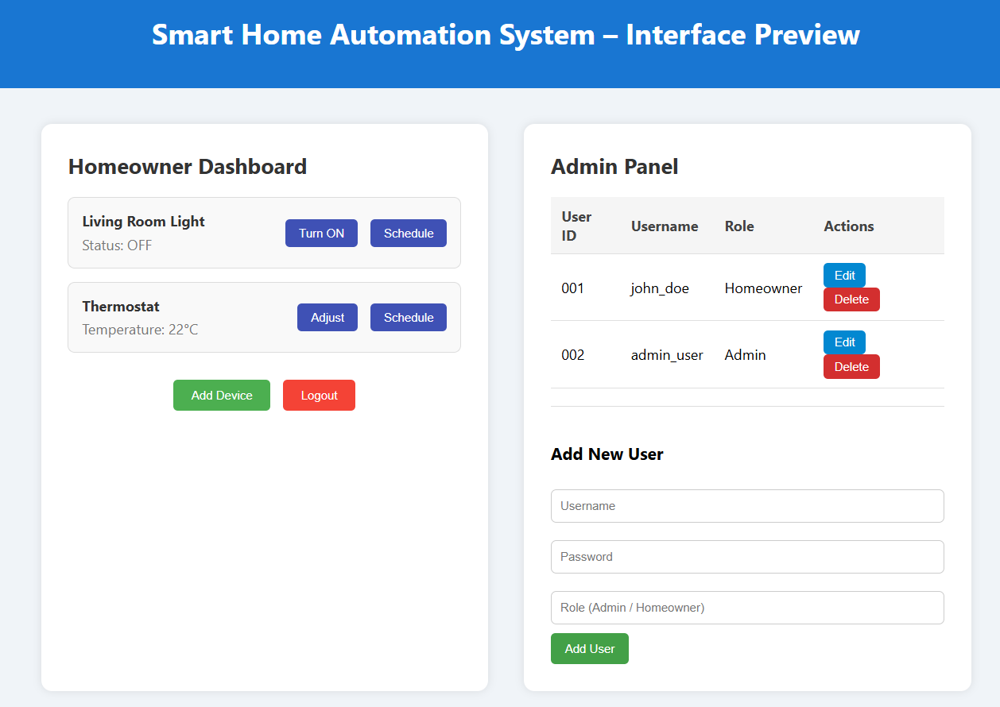 Smart Home Automation System – Interface Preview
Homeowner Dashboard
Living Room Light
Status: OFF
Turn ON
Schedule
Thermostat
Temperature: 22°C
Adjust
Schedule
Add Device
Logout
Admin Panel
User ID
Username
Role
Actions
001
john_doe
Homeowner
Edit
Delete
002
admin_user
Admin
Edit
Delete
Add New User
Username
Password
Role (Admin / Homeowner)
Add User